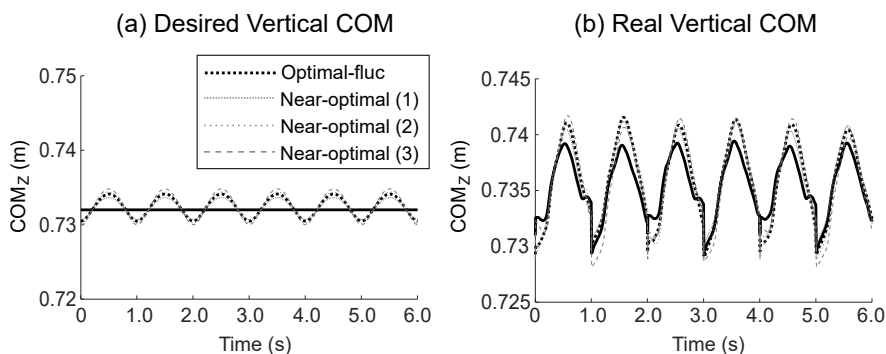 (a) Desired Vertical COM
0.75
0.74
0.73
0.72
COM_Z (m)
Optimal-fluc
Near-optimal (1)
Near-optimal (2)
Near-optimal (3)
0 1.0 2.0 3.0 4.0 5.0 6.0
Time (s)
(b) Real Vertical COM
0.745
0.74
0.735
0.73
0.725
COM_Z (m)
0 1.0 2.0 3.0 4.0 5.0 6.0
Time (s)